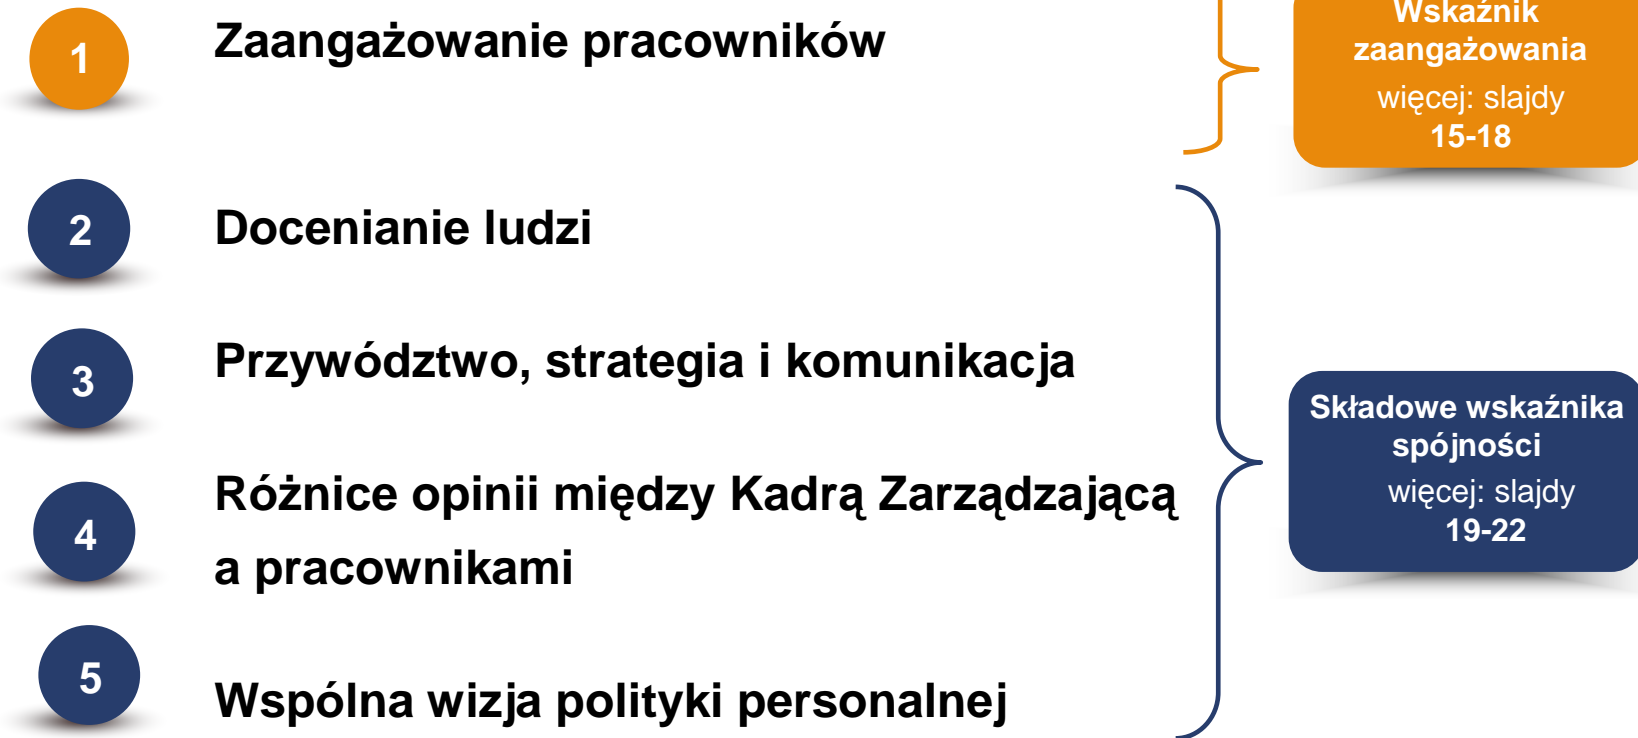 1
Zaangażowanie pracowników
Wskaźnik
zaangażowania
więcej: slajdy
15-18
2
Docenianie ludzi
3
Przywództwo, strategia i komunikacja
4
Różnice opinii między Kadrą Zarządzającą
a pracownikami
5
Wspólna wizja polityki personalnej
Składowe wskaźnika
spójności
więcej: slajdy
19-22